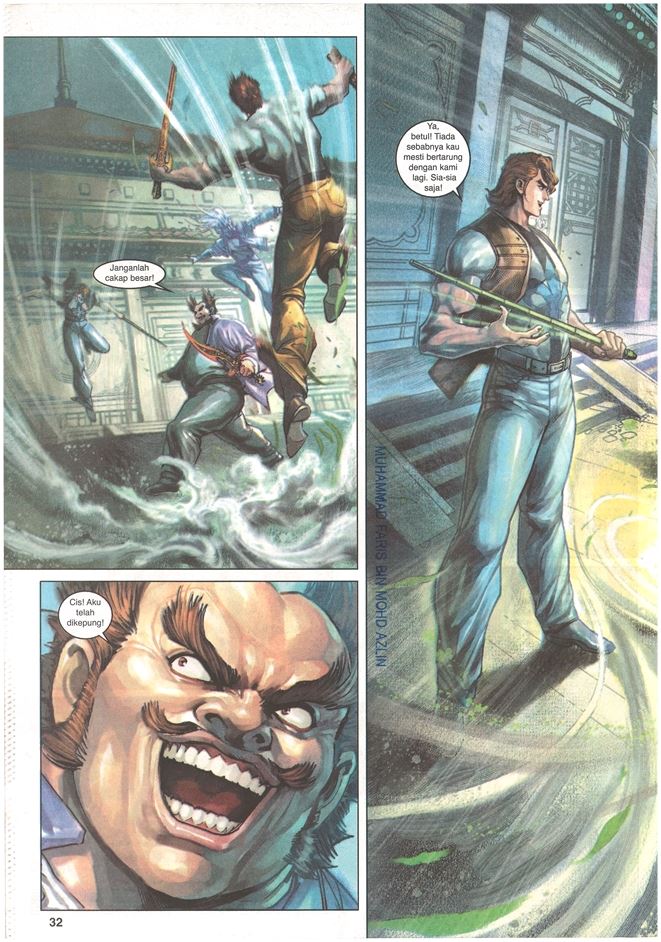 Janganlah
cakap besar!
Cis! Aku
telah
dikepung!
Ya,
betul! Tiada
sebabnya kau
mesti bertarung
dengan kami
lagi. Sia-sia
saja!
MUHAMMAD FARIS BIN MOHD AZLIN
32